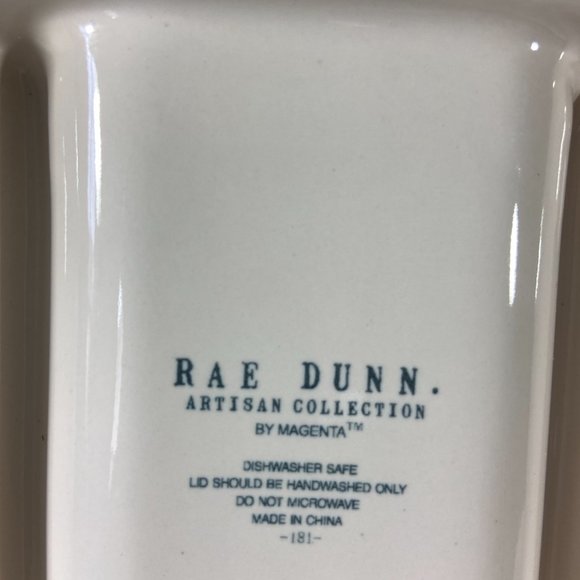 RAE DUNN.
ARTISAN COLLECTION
BY MAGENTA™
DISHWASHER SAFE
LID SHOULD BE HANDWASHED ONLY
DO NOT MICROWAVE
MADE IN CHINA
-181-